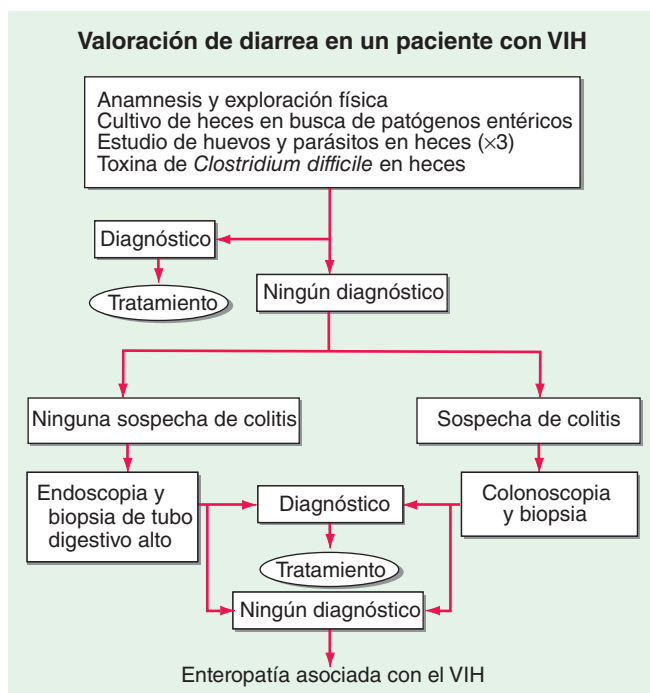 Valoración de diarrea en un paciente con VIH
Anamnesis y exploración física
Cultivo de heces en busca de patógenos entéricos
Estudio de huevos y parásitos en heces (×3)
Toxina de Clostridium difficile en heces
Diagnóstico
Tratamiento
Ningún diagnóstico
Ninguna sospecha de colitis
Sospecha de colitis
Endoscopia y
biopsia de tubo
digestivo alto
Diagnóstico
Colonoscopia
y biopsia
Tratamiento
Ningún diagnóstico
Enteropatía asociada con el VIH